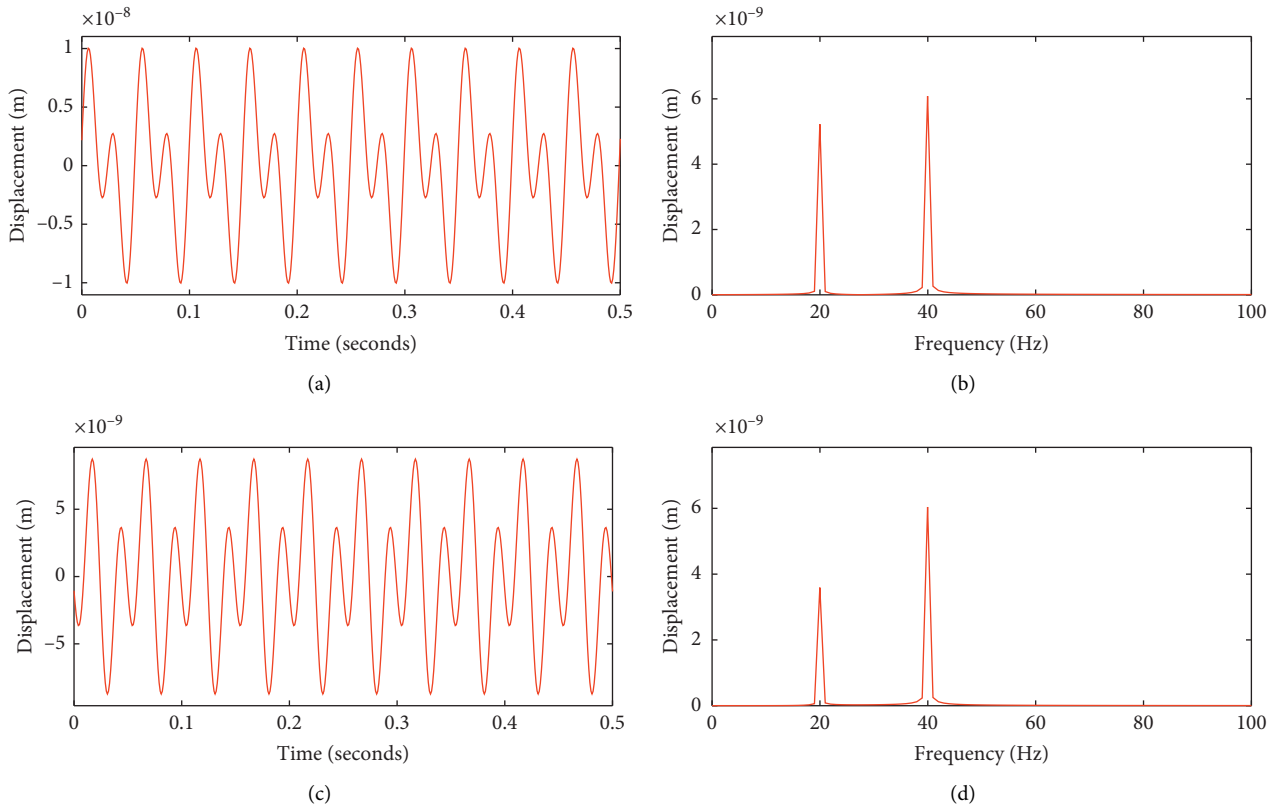 ×10⁻⁸
Displacement (m)
1
0.5
0
−0.5
−1
0 0.1 0.2 0.3 0.4 0.5
Time (seconds)
(a)
×10⁻⁹
Displacement (m)
6
4
2
0
0 20 40 60 80 100
Frequency (Hz)
(b)
×10⁻⁹
Displacement (m)
5
0
−5
0 0.1 0.2 0.3 0.4 0.5
Time (seconds)
(c)
×10⁻⁹
Displacement (m)
6
4
2
0
0 20 40 60 80 100
Frequency (Hz)
(d)